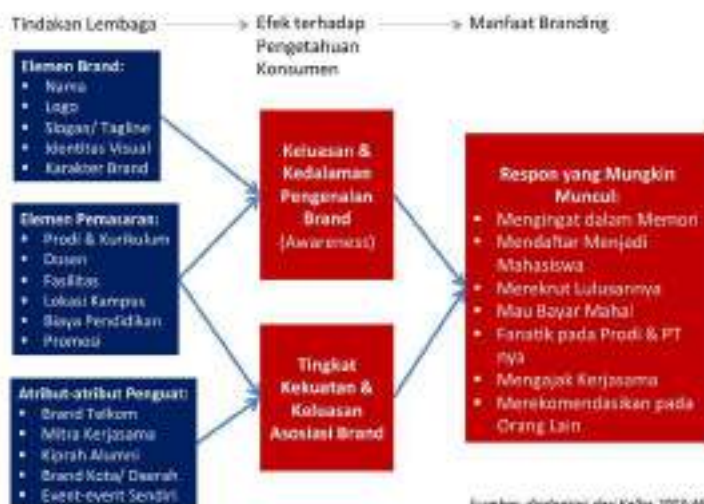 Tindakan Lembaga
Efek terhadap
Pengetahuan
Konsumen
Manfaat Branding
Elemen Brand:
• Nama
• Logo
• Slogan/ Tagline
• Identitas Visual
• Karakter Brand
Elemen Pemasaran:
• Prodi & Kurikulum
• Dosen
• Fasilitas
• Lokasi Kampus
• Biaya Pendidikan
• Promosi
Atribut-atribut Penguat:
• Brand Telkom
• Mitra Kerjasama
• Kiprah Alumni
• Brand Kota/ Daerah
• Event-event Sendiri
Keluasan &
Kedalaman
Pengenalan
Brand
(Awareness)
Tingkat
Kekuatan &
Keluasan
Asosiasi Brand
Respon yang Mungkin
Muncul:
• Mengingat dalam Memori
• Mendaftar Menjadi
Mahasiswa
• Merekrut Lulusannya
• Mau Bayar Mahal
• Fanatik pada Prodi & PT
nya
• Mengajak Kerjasama
• Merekomendasikan pada
Orang Lain